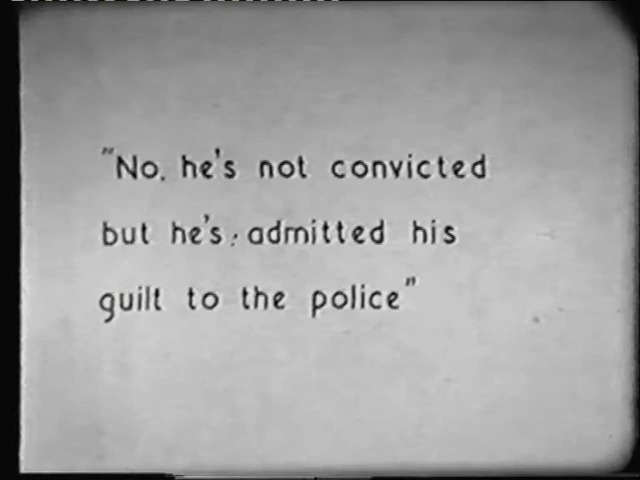 "No, he's not convicted
but he's admitted his
guilt to the police"